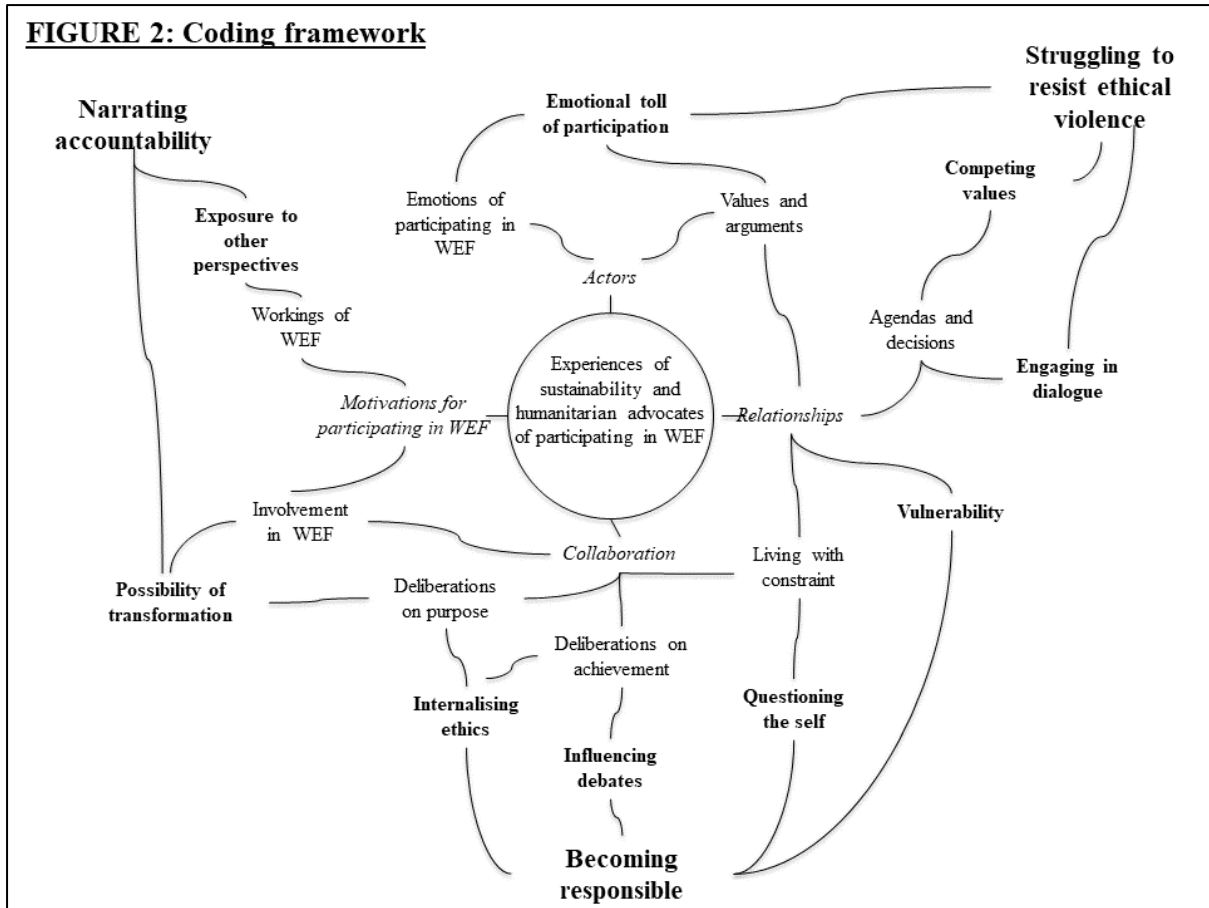 FIGURE 2: Coding framework
Narrating
accountability
Emotional toll
of participation
Struggling to
resist ethical
violence
Exposure to
other
perspectives
Emotions of
participating in
WEF
Values and
arguments
Competing
values
Actors
Workings of
WEF
Agendas and
decisions
Engaging in
dialogue
Motivations for
participating in WEF
Experiences of
sustainability and
humanitarian advocates
of participating in WEF
Relationships
Involvement
in WEF
Vulnerability
Collaboration
Living with
constraint
Possibility of
transformation
Deliberations
on purpose
Deliberations on
achievement
Internalising
ethics
Influencing
debates
Questioning
the self
Becoming
responsible